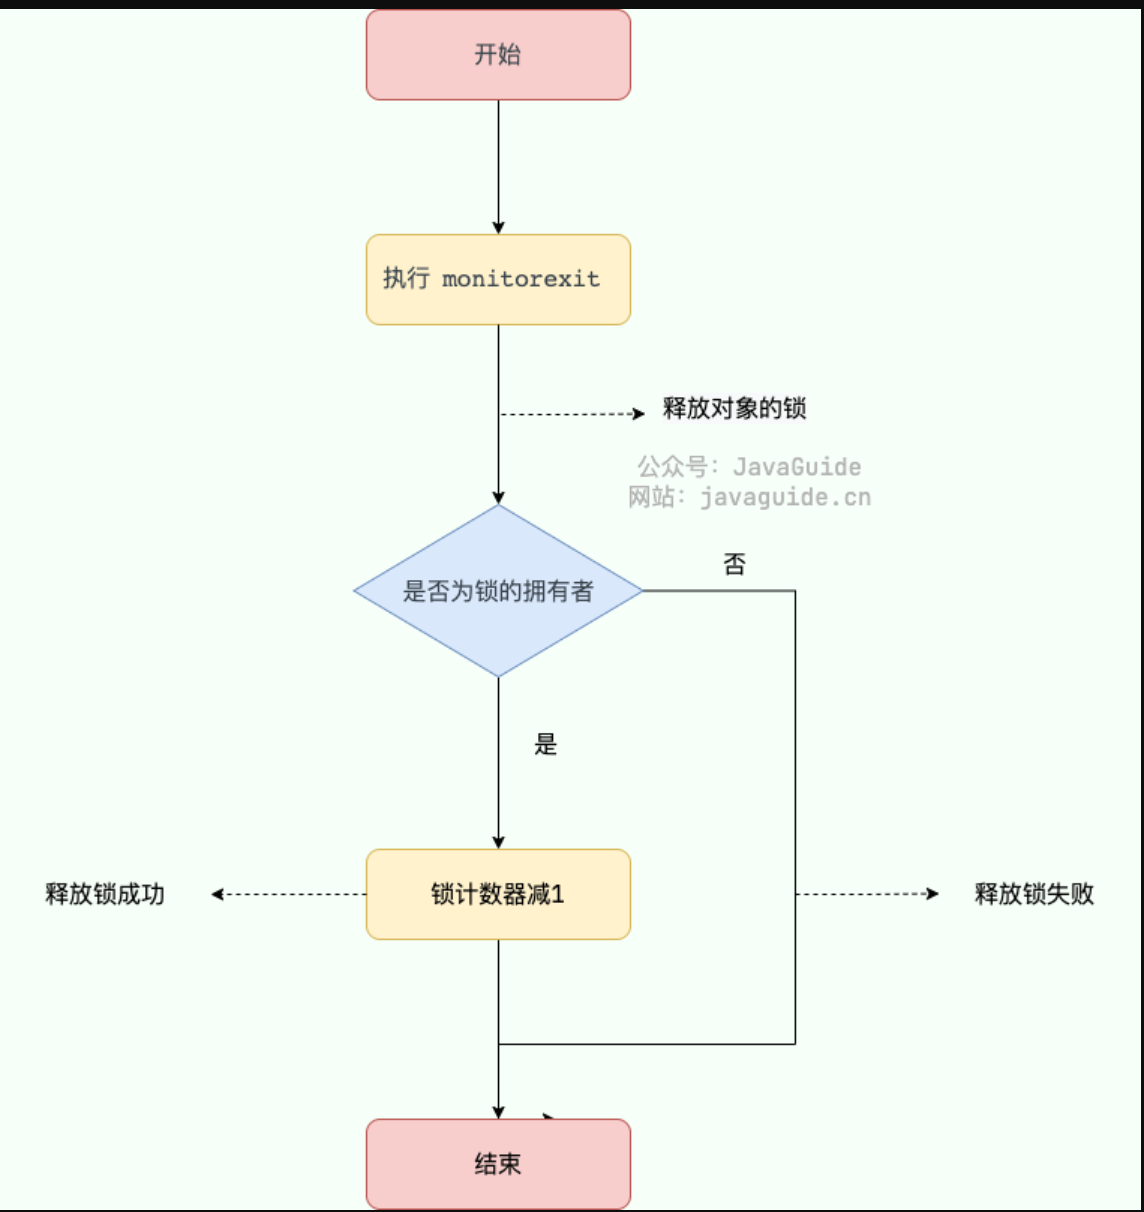 开始
执行 monitorexit
释放对象的锁
公众号：JavaGuide
网站：javaguide.cn
否
是否为锁的拥有者
是
释放锁成功
锁计数器减1
释放锁失败
结束